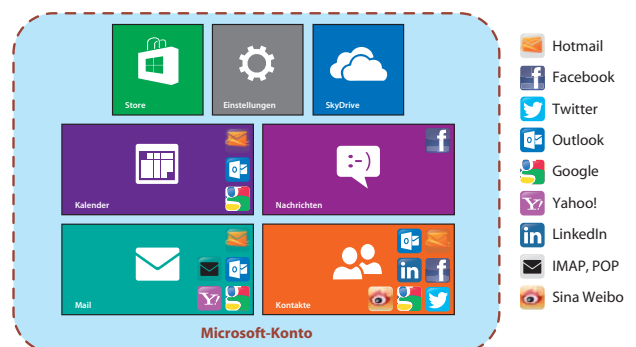 Store
Einstellungen
SkyDrive
Kalender
Nachrichten
:-)
Mail
Kontakte
Microsoft-Konto
Hotmail
Facebook
Twitter
Outlook
Google
Yahoo!
LinkedIn
IMAP, POP
Sina Weibo